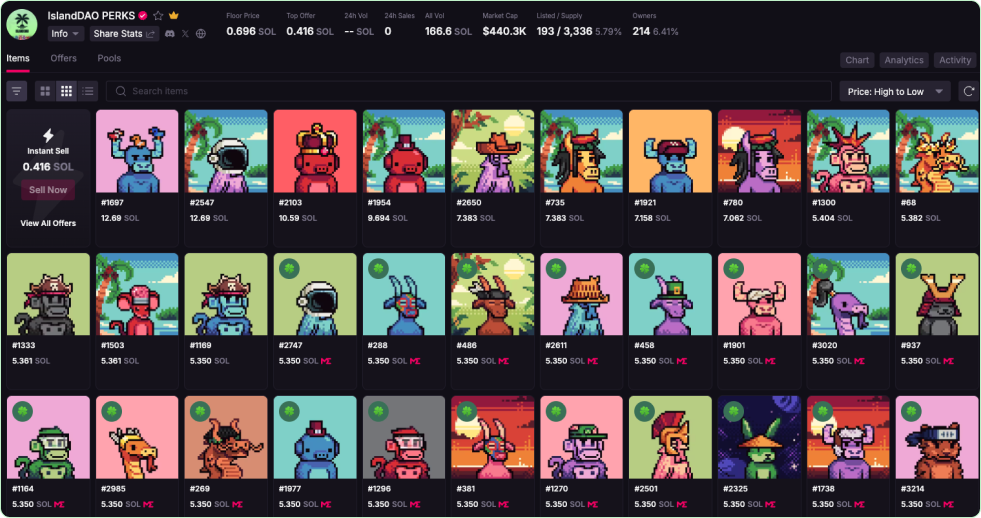 IslandDAO PERKS
Info
Share Stats
Floor Price
0.696 SOL
Top Offer
0.416 SOL
24h Vol
-- SOL
24h Sales
0
All Vol
166.6 SOL
Market Cap
$440.3K
Listed / Supply
193 / 3,336 5.79%
Owners
214 6.41%
Items Offers Pools
Chart Analytics Activity
Search items
Price: High to Low
Instant Sell
0.416 SOL
Sell Now
View All Offers
#1697 #2547 #2103 #1954 #2650 #735 #1921 #780 #1300 #68
12.69 SOL 12.69 SOL 10.59 SOL 9.694 SOL 7.383 SOL 7.383 SOL 7.158 SOL 7.062 SOL 5.404 SOL 5.382 SOL
#1333 #1503 #1169 #2747 #288 #486 #2611 #458 #1901 #3020 #937
5.361 SOL 5.361 SOL 5.361 SOL 5.350 SOL 5.350 SOL 5.350 SOL 5.350 SOL 5.350 SOL 5.350 SOL 5.350 SOL 5.350 SOL
#1164 #2985 #269 #1977 #1296 #381 #1270 #2501 #2325 #1738 #3214
5.350 SOL 5.350 SOL 5.350 SOL 5.350 SOL 5.350 SOL 5.350 SOL 5.350 SOL 5.350 SOL 5.350 SOL 5.350 SOL 5.350 SOL